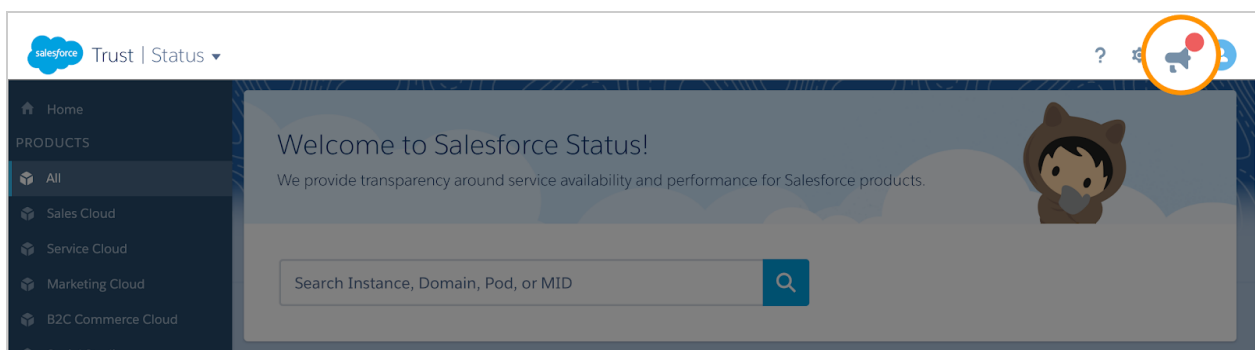 salesforce Trust | Status
?
Home
PRODUCTS
All
Sales Cloud
Service Cloud
Marketing Cloud
B2C Commerce Cloud
Welcome to Salesforce Status!
We provide transparency around service availability and performance for Salesforce products.
Search Instance, Domain, Pod, or MID